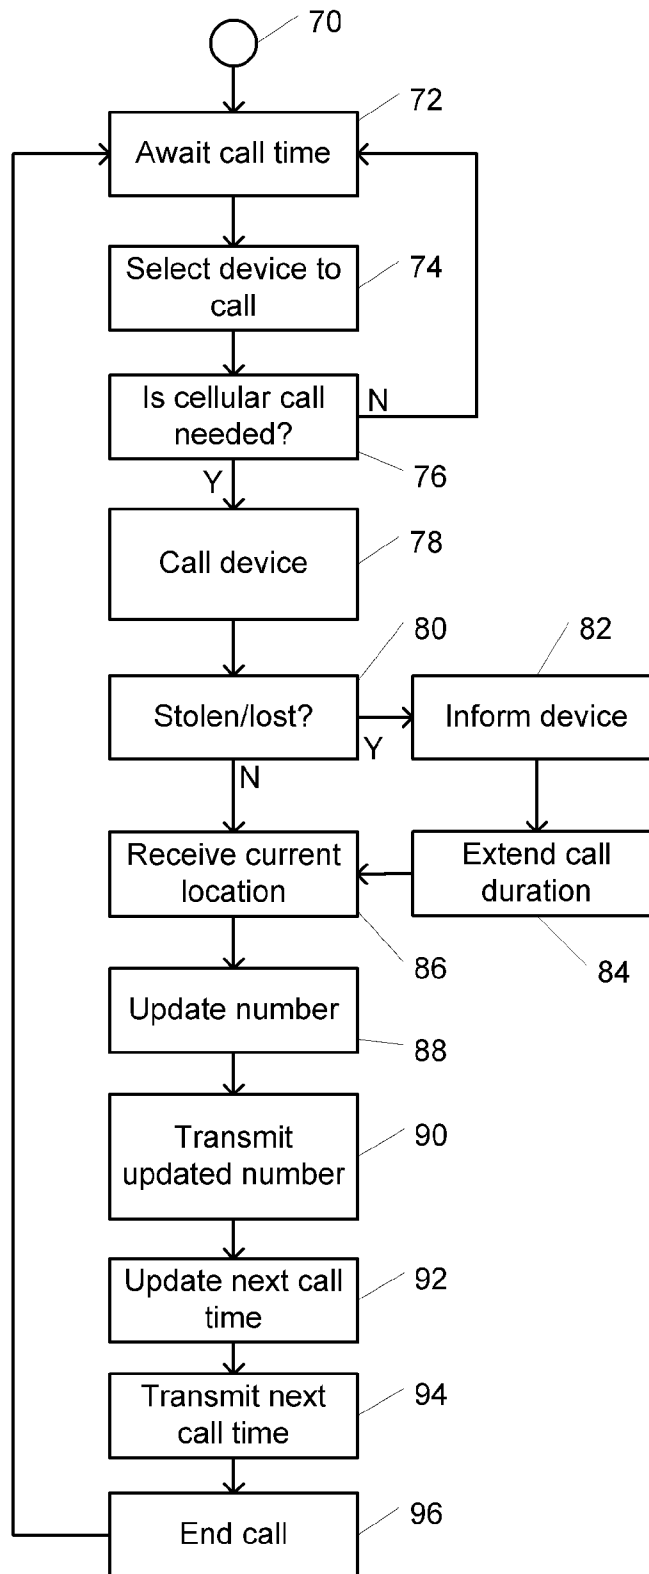 70
72
Await call time
Select device to
call
74
Is cellular call
needed?
N
76
Y
Call device
78
80
82
Stolen/lost?
Y
Inform device
N
Receive current
location
Extend call
duration
86
84
Update number
88
Transmit
updated number
90
Update next call
time
92
Transmit next
call time
94
End call
96